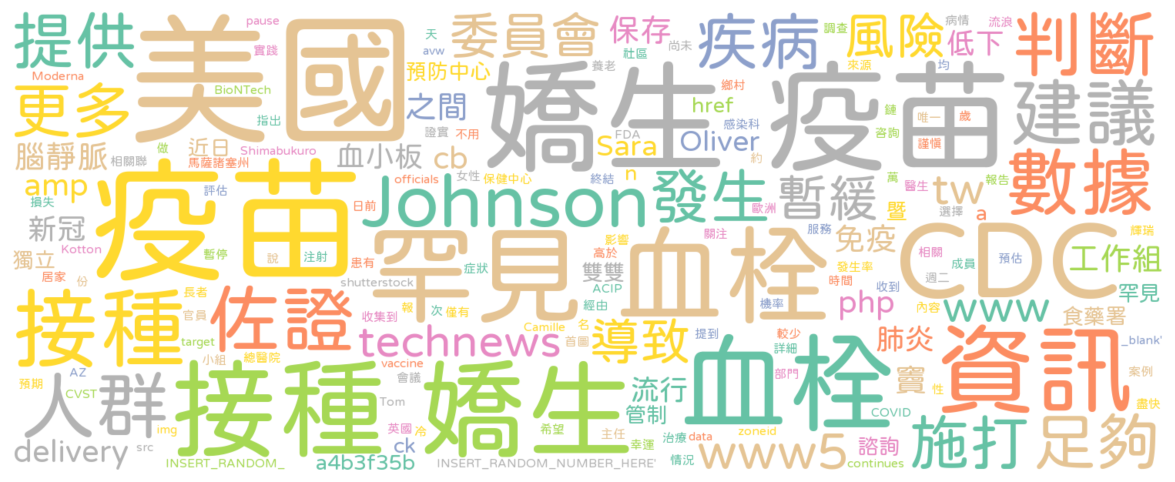 提供
美國
pause
實踐
Moderna
BioNTech
指出
更多
委員會
天
avw
預防中心
保存
社區
尚未
養老
之間
疾病
調查
風險
來源
病情
低下
流浪
均
判斷
嬌生 疫苗
建議
腦靜脈
相關聯
做
近日
Shimabukuro
馬薩諸塞州
血小板
證實
不用
cb
女性
FDA
href
Sara
n
Oliver
鄉村
感染科
約
鏈
唯一
歲
咨詢
謹慎
amp
損失
評估
疫苗
officials
保健中心
終結
Johnson
日前
發生
歐洲
暫緩
萬
暨
醫生
報告
tw
a
選擇
數據
新冠
Kotton
獨立
居家
份
暫停
說
注射
患有
罕見 血栓
影響
高於
關注
服務
免疫
發生率
相關
時間
收到
CDC
週二
成員
預估
輝瑞
工作組
罕見
症狀
shutterstock
雙雙
ACIP
經由
機率
php
www
內容
食藥署
接種
長者
官員
target
小組
總醫院
佐證
收集到
報
次
僅有
technews
Camille
名
首圖
導致
提到
較少
詳細
部門
肺炎
資訊
_blank'
案例
盡快
預期
AZ
CVST
img
人群
接種 嬌生
vaccine
會議
Tom
英國
冷
希望
主任
幸運
流行
管制
治療
data
情況
血栓
竇
性
COVID
zoneid
諮詢
continues
施打
足夠
delivery
src
INSERT_RANDOM_
a4b3f35b
ck
INSERT_RANDOM_NUMBER_HERE'
www5